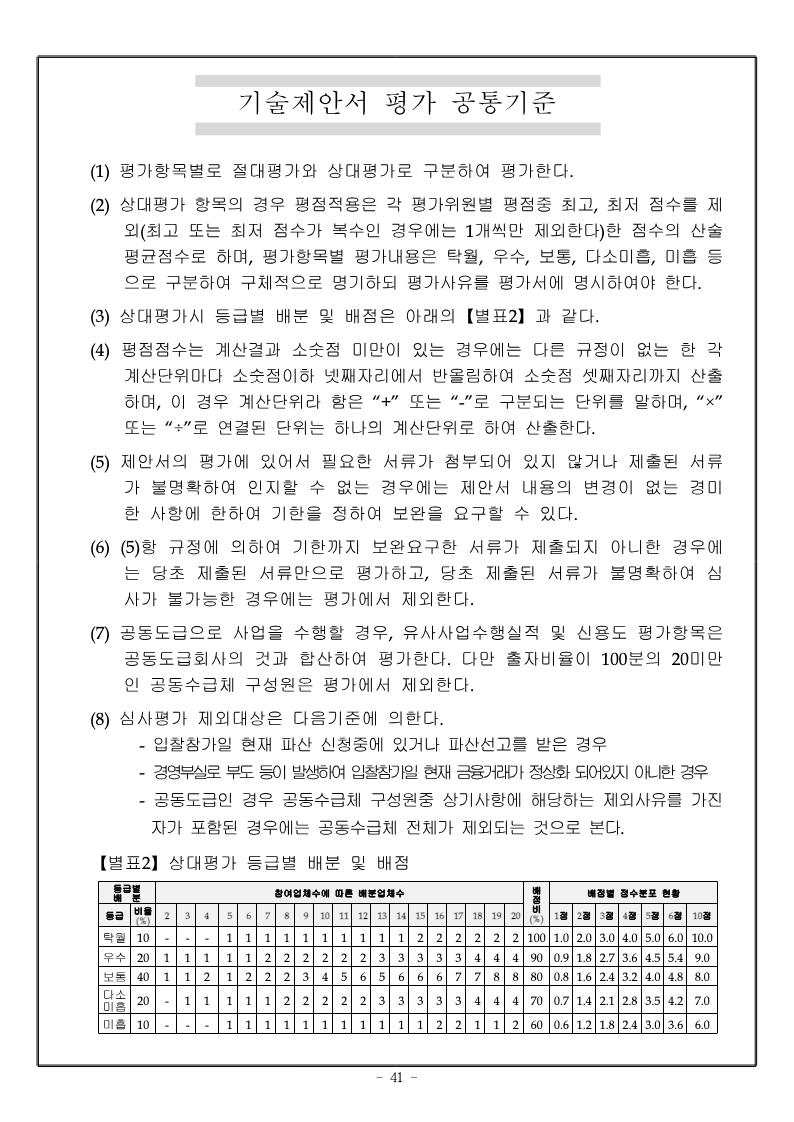 기술제안서 평가 공통기준
(1) 평가항목별로 절대평가와 상대평가로 구분하여 평가한다.
(2) 상대평가 항목의 경우 평점적용은 각 평가위원별 평점중 최고, 최저 점수를 제
외(최고 또는 최저 점수가 복수인 경우에는 1개씩만 제외한다)한 점수의 산술
평균점수로 하며, 평가항목별 평가내용은 탁월, 우수, 보통, 다소미흡, 미흡 등
으로 구분하여 구체적으로 명기하되 평가사유를 평가서에 명시하여야 한다.
(3) 상대평가시 등급별 배분 및 배점은 아래의【별표2】과 같다.
(4) 평점점수는 계산결과 소숫점 미만이 있는 경우에는 다른 규정이 없는 한 각
계산단위마다 소숫점이하 넷째자리에서 반올림하여 소숫점 셋째자리까지 산출
하며, 이 경우 계산단위라 함은 “+” 또는 “-”로 구분되는 단위를 말하며, “×”
또는 “÷”로 연결된 단위는 하나의 계산단위로 하여 산출한다.
(5) 제안서의 평가에 있어서 필요한 서류가 첨부되어 있지 않거나 제출된 서류
가 불명확하여 인지할 수 없는 경우에는 제안서 내용의 변경이 없는 경미
한 사항에 한하여 기한을 정하여 보완을 요구할 수 있다.
(6) (5)항 규정에 의하여 기한까지 보완요구한 서류가 제출되지 아니한 경우에
는 당초 제출된 서류만으로 평가하고, 당초 제출된 서류가 불명확하여 심
사가 불가능한 경우에는 평가에서 제외한다.
(7) 공동도급으로 사업을 수행할 경우, 유사사업수행실적 및 신용도 평가항목은
공동도급회사의 것과 합산하여 평가한다. 다만 출자비율이 100분의 20미만
인 공동수급체 구성원은 평가에서 제외한다.
(8) 심사평가 제외대상은 다음기준에 의한다.
- 입찰참가일 현재 파산 신청중에 있거나 파산선고를 받은 경우
- 경영부실로 부도 등이 발생하여 입찰참가일 현재 금융거래가 정상화 되어있지 아니한 경우
- 공동도급인 경우 공동수급체 구성원중 상기사항에 해당하는 제외사유를 가진
자가 포함된 경우에는 공동수급체 전체가 제외되는 것으로 본다.
【별표2】상대평가 등급별 배분 및 배점
등급별 배 분 참여업체수에 따른 배분업체수 배점비(%) 배점별 점수분포 현황
등급 비율(%) 2 3 4 5 6 7 8 9 10 11 12 13 14 15 16 17 18 19 20 1점 2점 3점 4점 5점 6점 10점
탁월 10 - - - 1 1 1 1 1 1 1 1 1 1 2 2 2 2 2 2 100 1.0 2.0 3.0 4.0 5.0 6.0 10.0
우수 20 1 1 1 1 1 2 2 2 2 2 2 3 3 3 3 3 4 4 4 90 0.9 1.8 2.7 3.6 4.5 5.4 9.0
보통 40 1 1 2 1 2 2 2 3 4 5 6 5 6 6 6 7 7 8 8 80 0.8 1.6 2.4 3.2 4.0 4.8 8.0
다소미흡 20 - 1 1 1 1 1 2 2 2 2 2 3 3 3 3 3 4 4 4 70 0.7 1.4 2.1 2.8 3.5 4.2 7.0
미흡 10 - - - 1 1 1 1 1 1 1 1 1 1 1 2 2 1 1 2 60 0.6 1.2 1.8 2.4 3.0 3.6 6.0
- 41 -